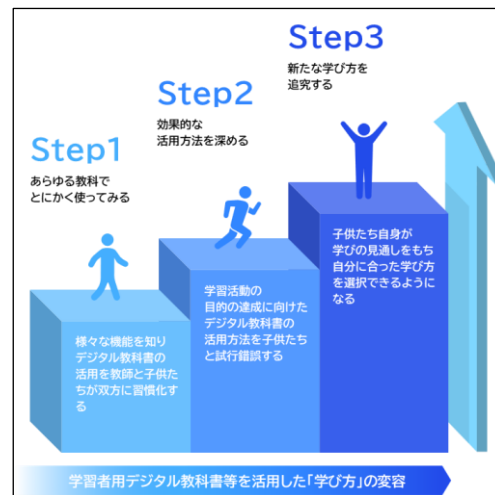 Step3
新たな学び方を
追究する
Step2
効果的な
活用方法を深める
Step1
あらゆる教科で
とにかく使ってみる
子供たち自身が
学びの見通しをもち
自分に合った学び方
を選択できるように
なる
学習活動の
目的の達成に向けた
デジタル教科書の
活用方法を子供たち
と試行錯誤する
様々な機能を知り
デジタル教科書の
活用を教師と子供た
ちが双方に習慣化す
る
学習者用デジタル教科書等を活用した「学び方」の変容